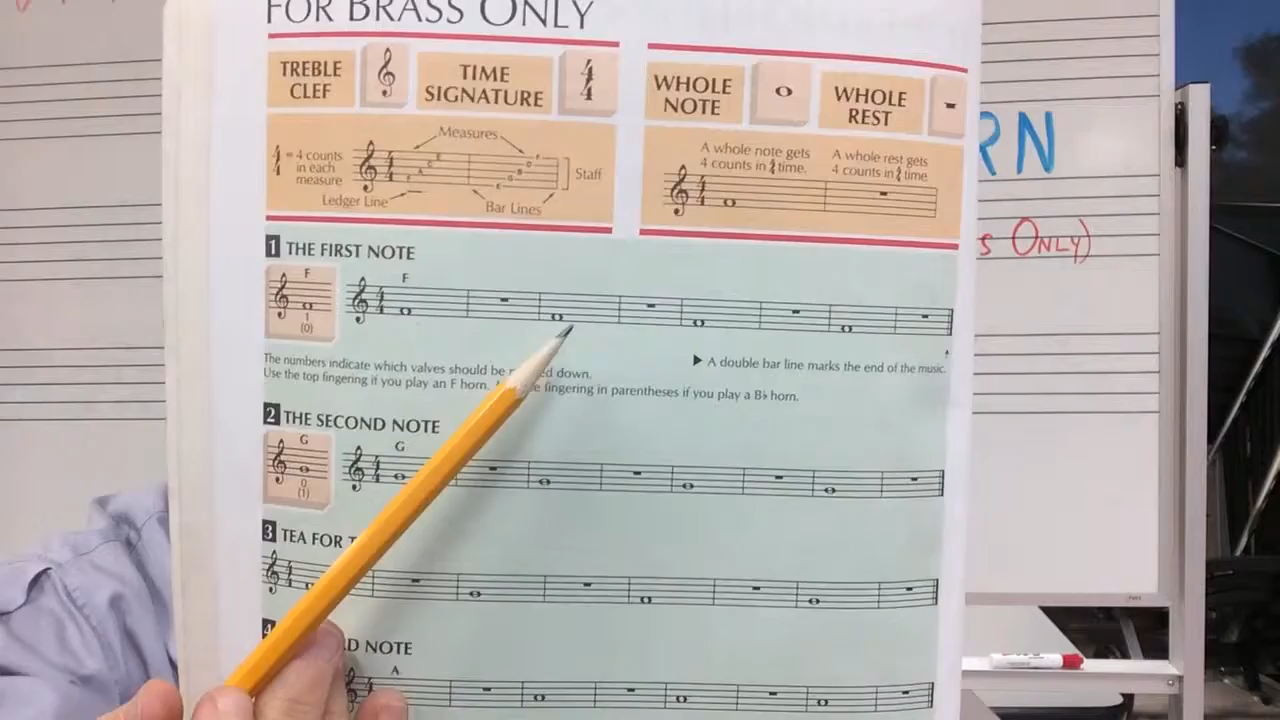 FOR BRASS ONLY
TREBLE CLEF
TIME SIGNATURE
4/4
WHOLE NOTE
WHOLE REST
Measures
4/4 = 4 counts in each measure
Staff
Ledger Line
Bar Lines
A whole note gets 4 counts in 4/4 time.
A whole rest gets 4 counts in 4/4 time
RN
s ONLY)
1 THE FIRST NOTE
F
F
1
(0)
The numbers indicate which valves should be down.
Use the top fingering if you play an F horn. fingering in parentheses if you play a B♭ horn.
▶ A double bar line marks the end of the music.
2 THE SECOND NOTE
G
G
0
(1)
3 TEA FOR
4 NOTE
A